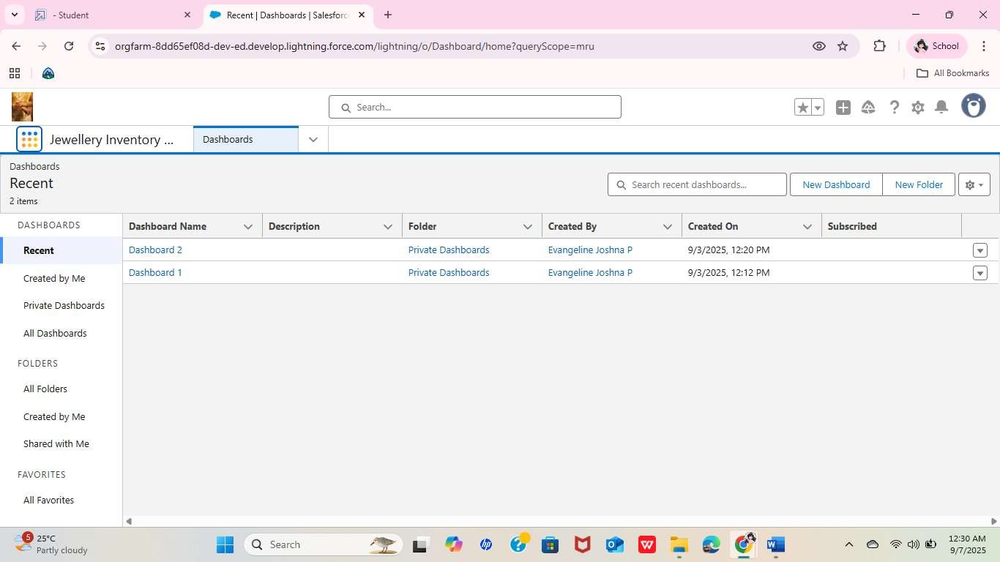 - Student
Recent | Dashboards | Salesforc
orgfarm-8dd65ef08d-dev-ed.develop.lightning.force.com/lightning/o/Dashboard/home?queryScope=mru
School
All Bookmarks
Search...
Jewellery Inventory ...
Dashboards
Dashboards
Recent
2 items
Search recent dashboards...
New Dashboard
New Folder
DASHBOARDS
Recent
Created by Me
Private Dashboards
All Dashboards
FOLDERS
All Folders
Created by Me
Shared with Me
FAVORITES
All Favorites
Dashboard Name Description Folder Created By Created On Subscribed
Dashboard 2 Private Dashboards Evangeline Joshna P 9/3/2025, 12:20 PM
Dashboard 1 Private Dashboards Evangeline Joshna P 9/3/2025, 12:12 PM
5
25°C
Partly cloudy
Search
hp
12:30 AM
9/7/2025